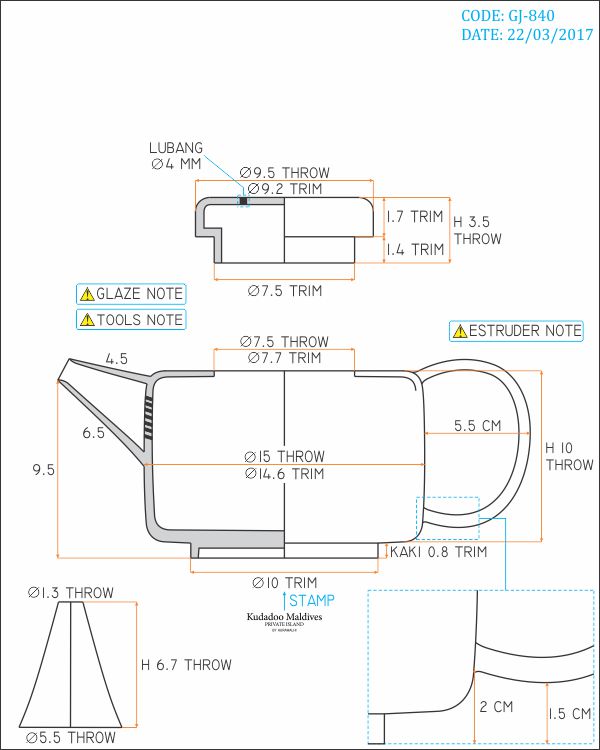 CODE: GJ-840
DATE: 22/03/2017
LUBANG
∅4 MM
∅9.5 THROW
∅9.2 TRIM
1.7 TRIM
H 3.5
THROW
1.4 TRIM
∅7.5 TRIM
GLAZE NOTE
TOOLS NOTE
ESTRUDER NOTE
∅7.5 THROW
∅7.7 TRIM
4.5
6.5
5.5 CM
9.5
∅15 THROW
∅14.6 TRIM
H 10
THROW
KAKI 0.8 TRIM
∅10 TRIM
STAMP
Kudadoo Maldives
PRIVATE ISLAND
BY HURAWALHI
∅1.3 THROW
H 6.7 THROW
∅5.5 THROW
2 CM
1.5 CM